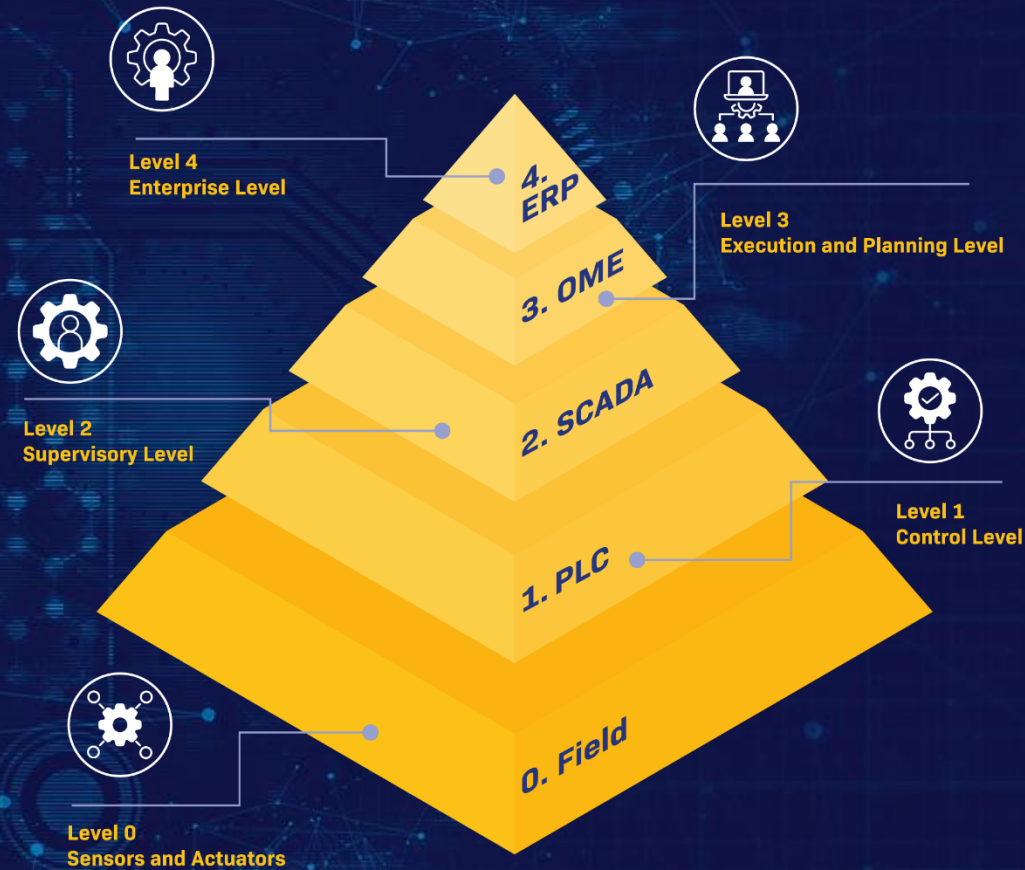 Level 4
Enterprise Level
4.
ERP
Level 3
Execution and Planning Level
3. OME
Level 2
Supervisory Level
2. SCADA
Level 1
Control Level
1. PLC
0. Field
Level 0
Sensors and Actuators